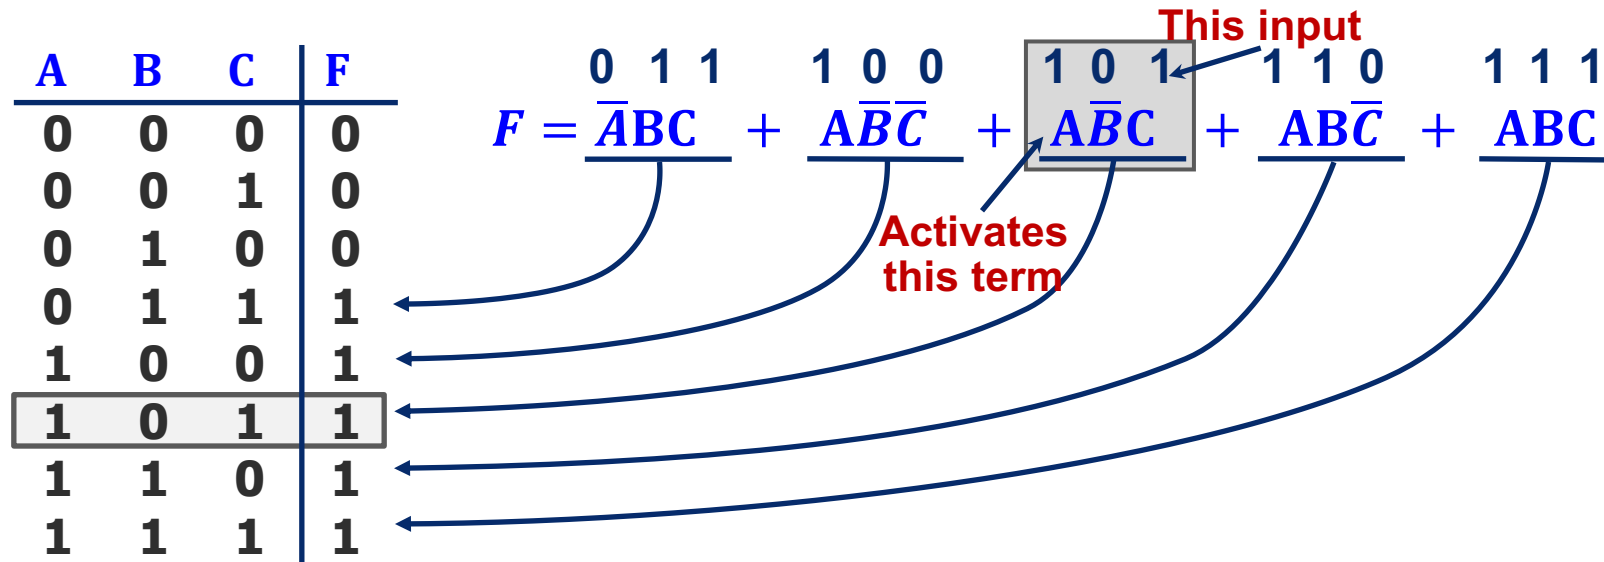 This input
0 1 1 1 0 0 1 0 1 1 1 0 1 1 1
A B C F
F = A̅BC + AB̅C̅ + AB̅C + ABC̅ + ABC
0 0 0 0
0 0 1 0
0 1 0 0
Activates
this term
0 1 1 1
1 0 0 1
1 0 1 1
1 1 0 1
1 1 1 1